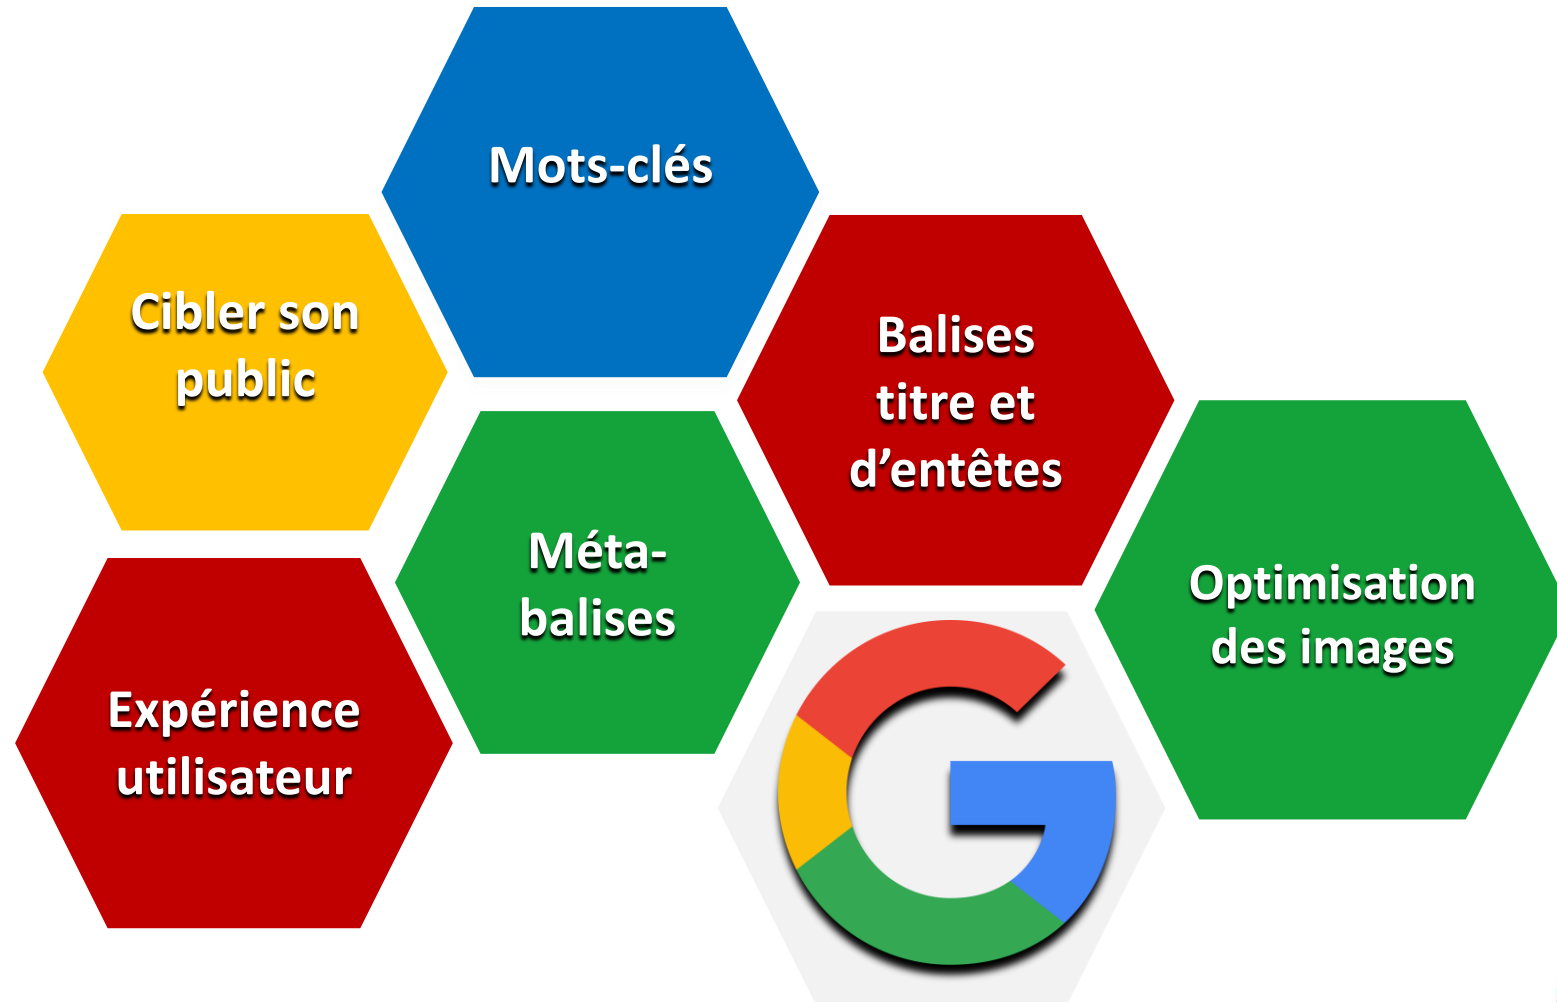 Mots-clés
Cibler son
public
Balises
titre et
d’entêtes
Méta-
balises
Optimisation
des images
Expérience
utilisateur
G